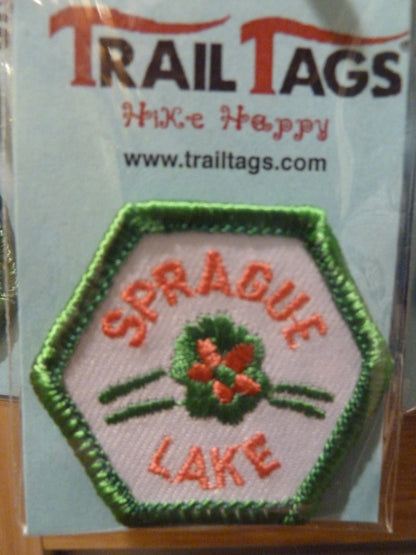 TRAIL TAGS
Hike Happy
www.trailtags.com
SPRAGUE
LAKE